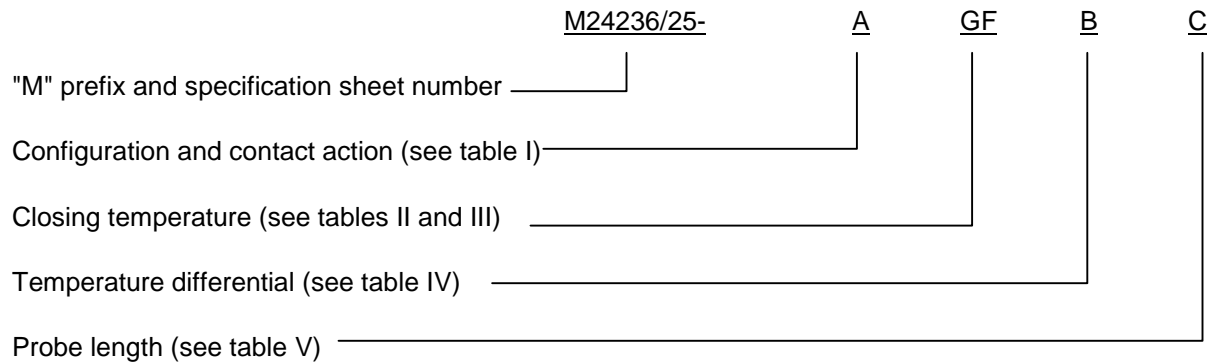 M24236/25- A GF B C
"M" prefix and specification sheet number
Configuration and contact action (see table I)
Closing temperature (see tables II and III)
Temperature differential (see table IV)
Probe length (see table V)